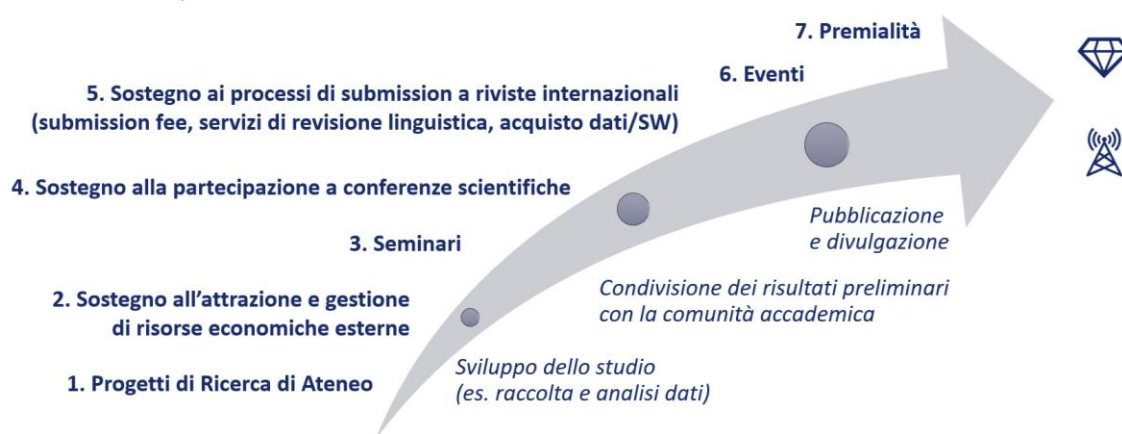 7. Premialità
6. Eventi
5. Sostegno ai processi di submission a riviste internazionali
(submission fee, servizi di revisione linguistica, acquisto dati/SW)
4. Sostegno alla partecipazione a conferenze scientifiche
3. Seminari
2. Sostegno all’attrazione e gestione
di risorse economiche esterne
1. Progetti di Ricerca di Ateneo
Pubblicazione
e divulgazione
Condivisione dei risultati preliminari
con la comunità accademica
Sviluppo dello studio
(es. raccolta e analisi dati)